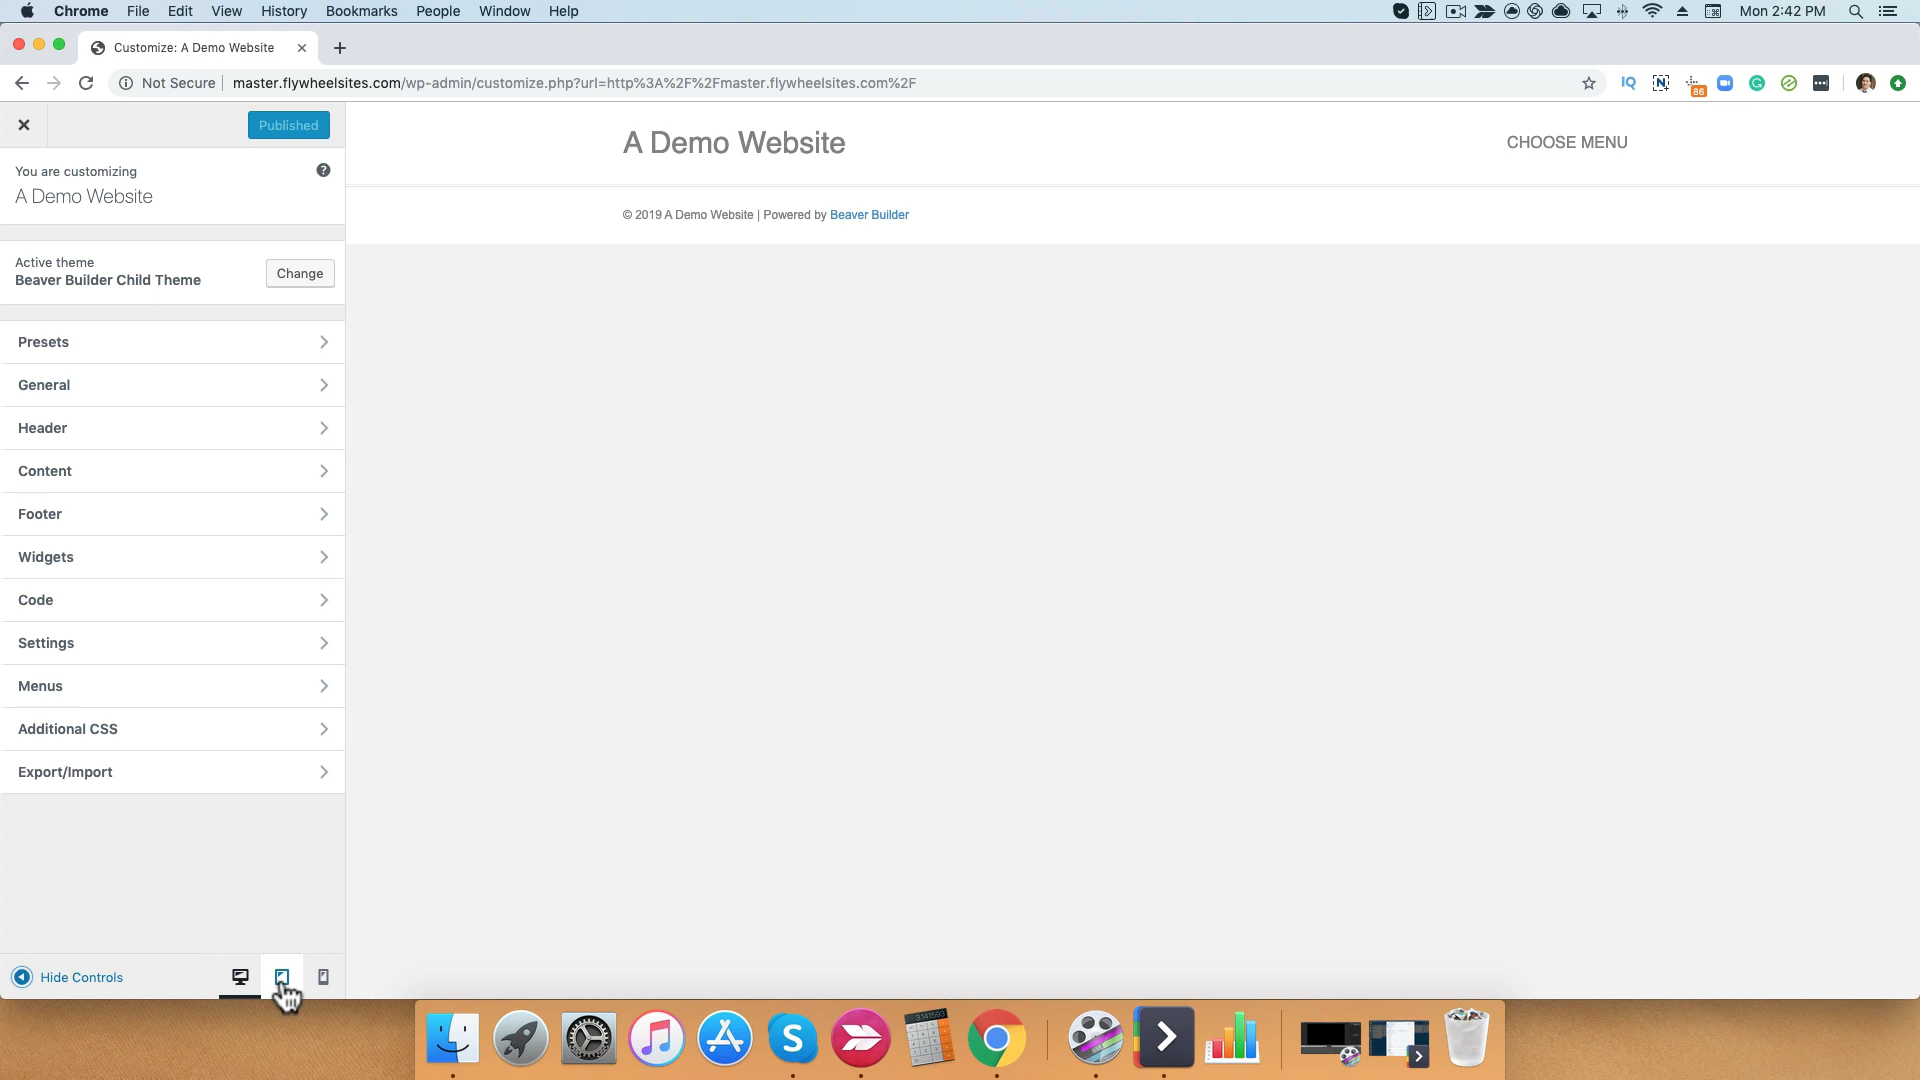 Chrome File Edit View History Bookmarks People Window Help Mon 2:42 PM
Customize: A Demo Website
Not Secure master.flywheelsites.com/wp-admin/customize.php?url=http%3A%2F%2Fmaster.flywheelsites.com%2F IQ N 86
Published
You are customizing
A Demo Website
Active theme
Beaver Builder Child Theme
Change
Presets
General
Header
Content
Footer
Widgets
Code
Settings
Menus
Additional CSS
Export/Import
Hide Controls
A Demo Website
CHOOSE MENU
© 2019 A Demo Website | Powered by Beaver Builder